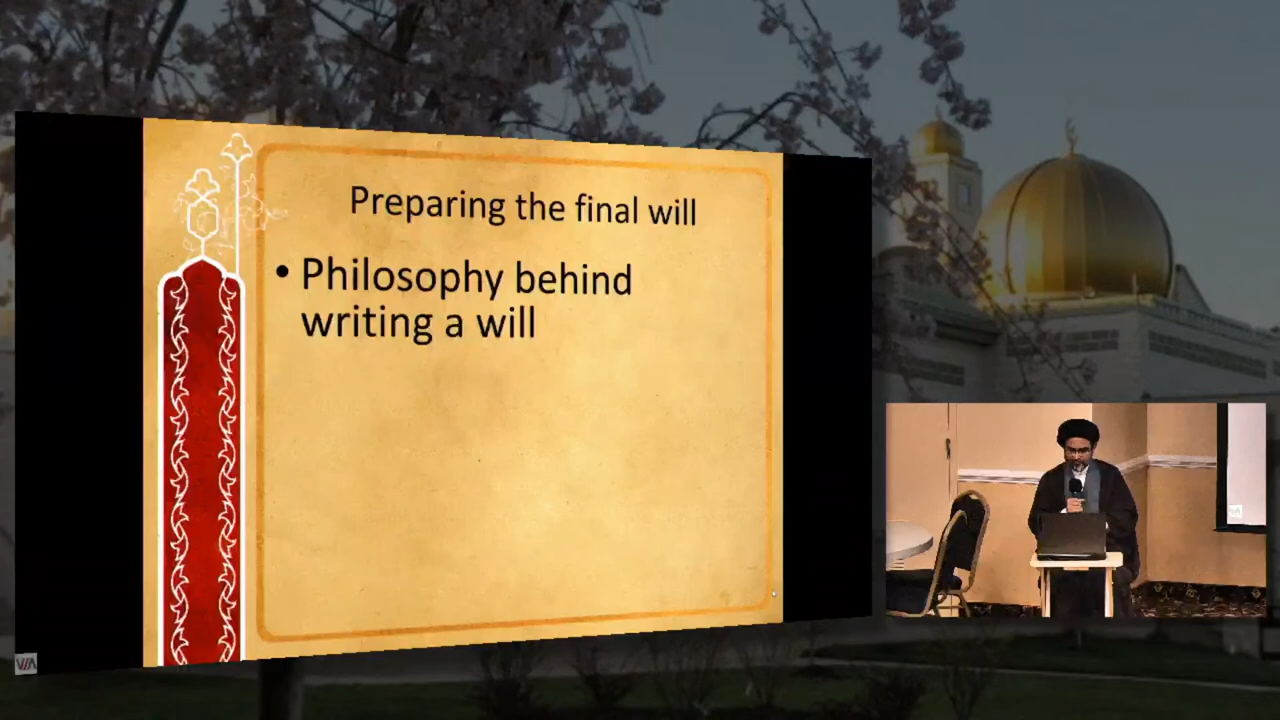 Preparing the final will
• Philosophy behind
writing a will